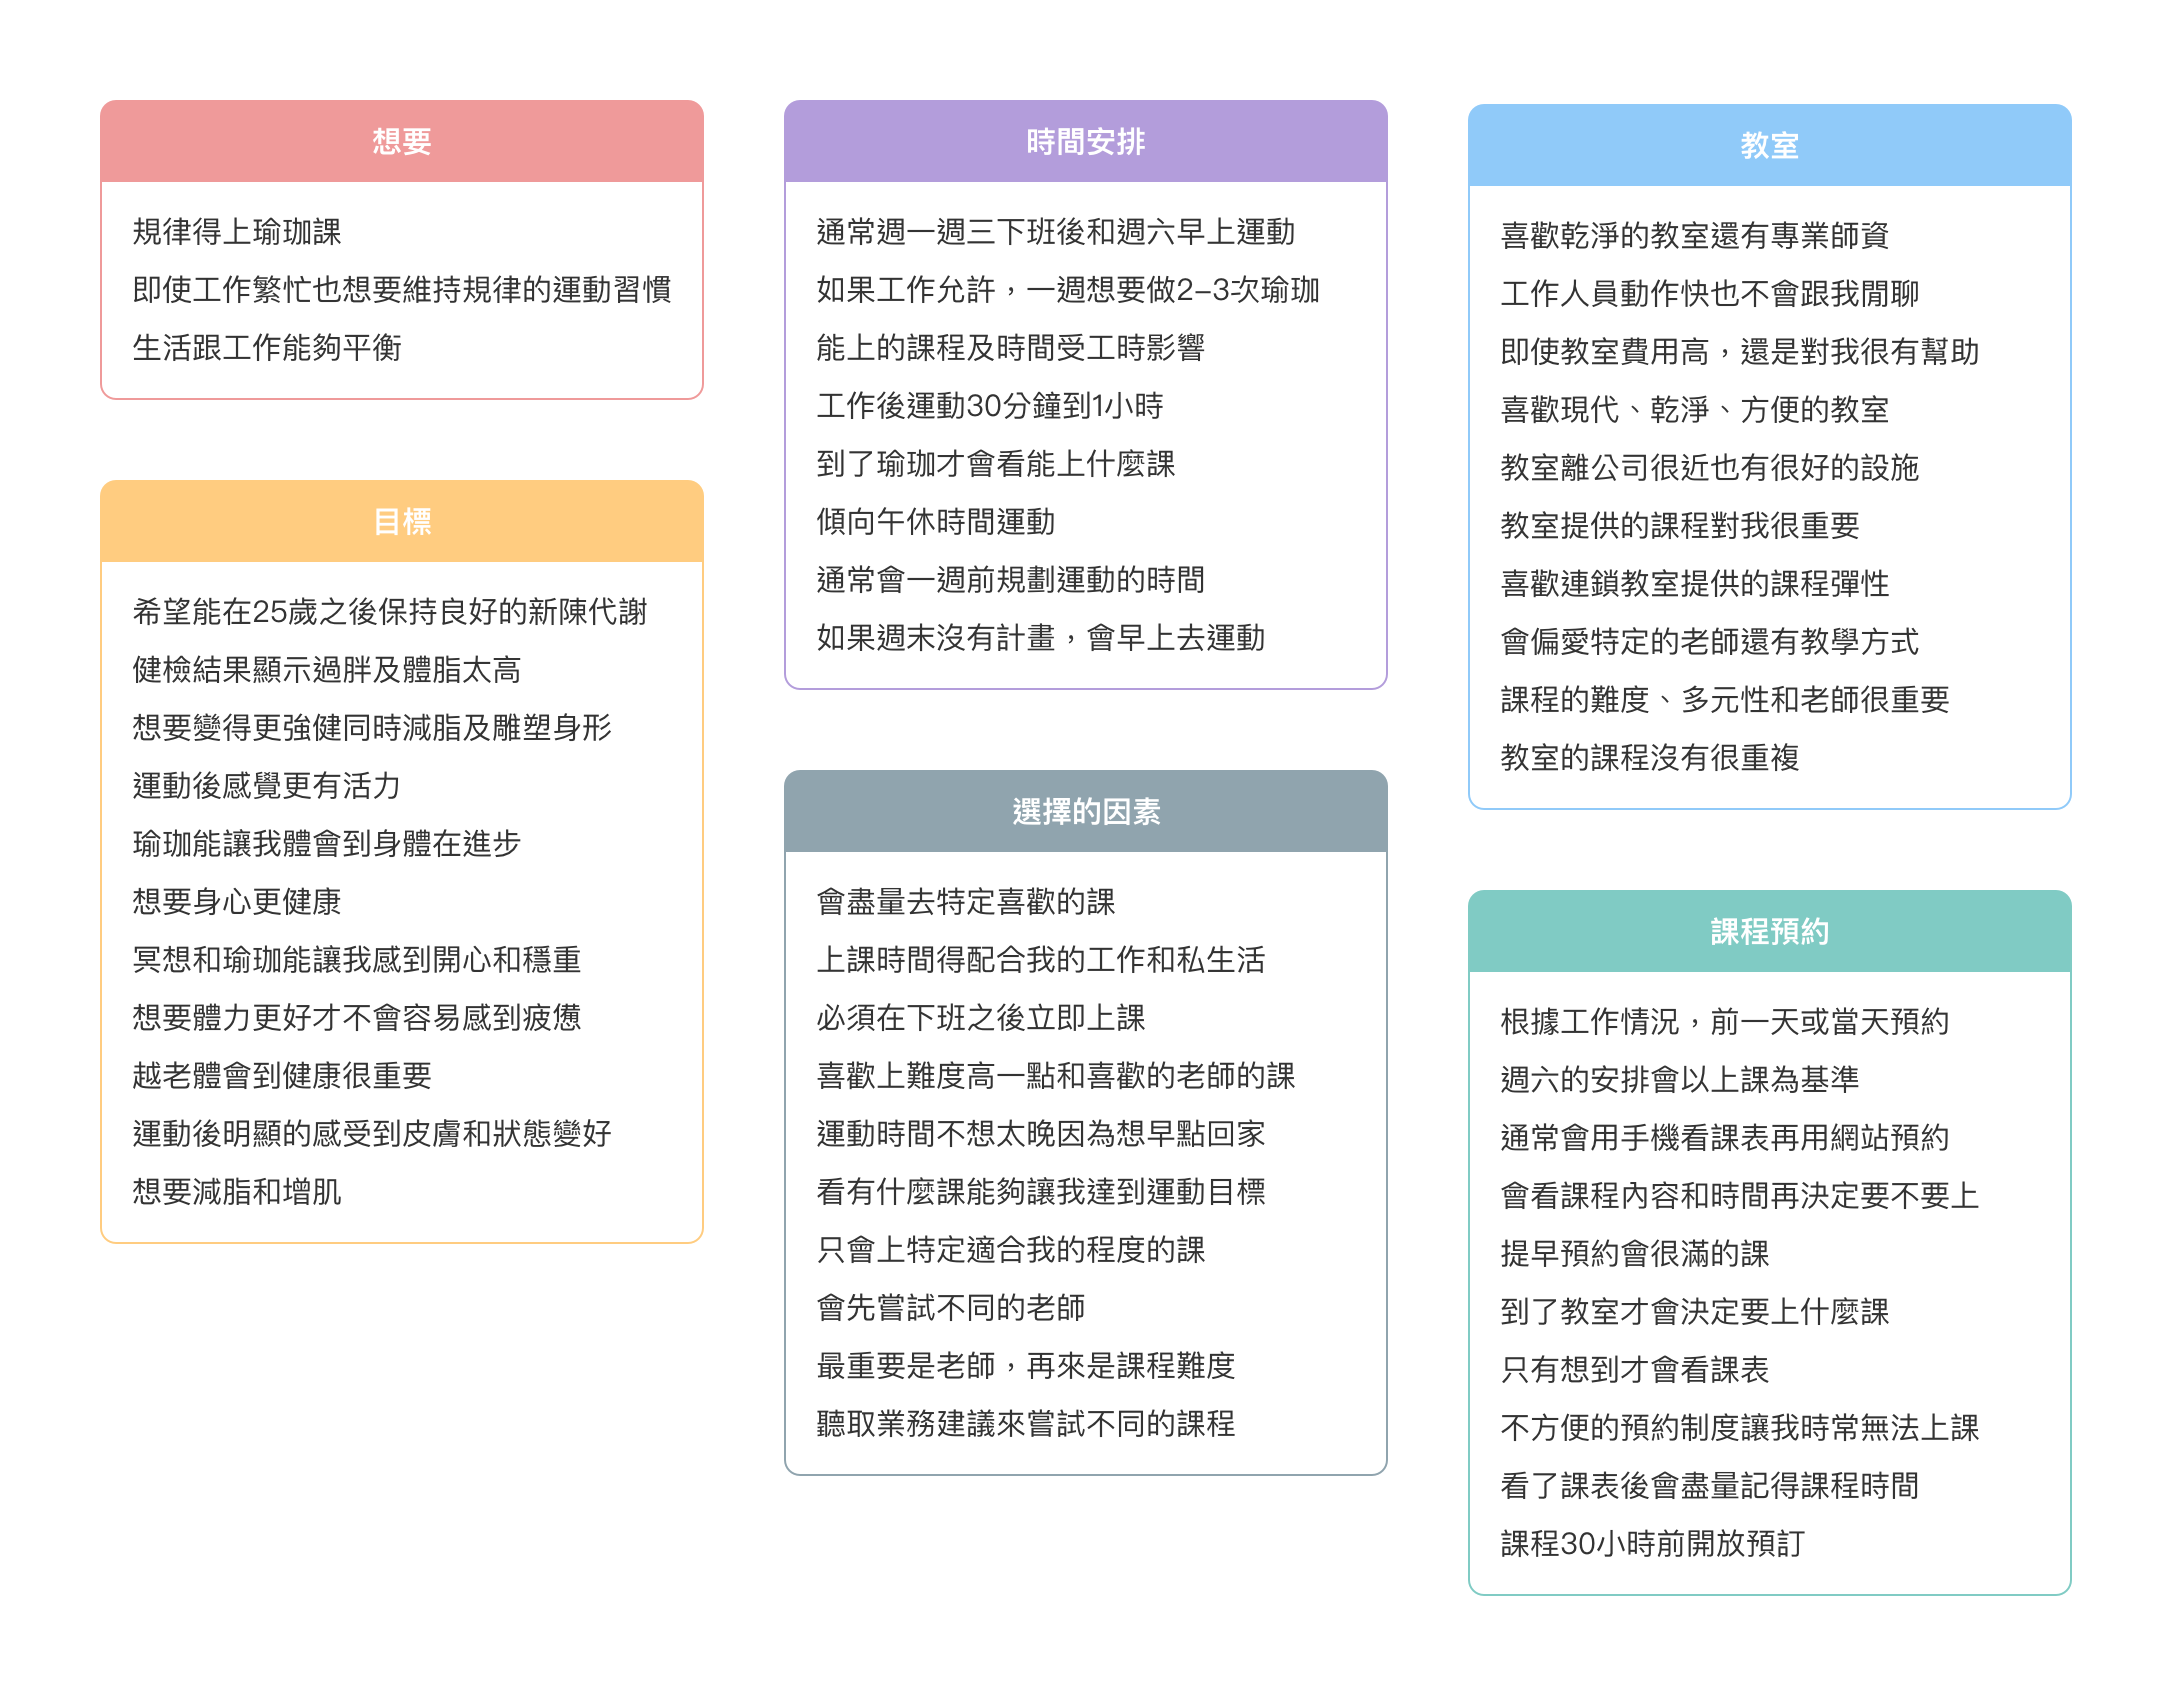 想要
規律得上瑜珈課
即使工作繁忙也想要維持規律的運動習慣
生活跟工作能夠平衡
目標
希望能在25歲之後保持良好的新陳代謝
健檢結果顯示過胖及體脂太高
想要變得更強健同時減脂及雕塑身形
運動後感覺更有活力
瑜珈能讓我體會到身體在進步
想要身心更健康
冥想和瑜珈能讓我感到開心和穩重
想要體力更好才不會容易感到疲憊
越老體會到健康很重要
運動後明顯的感受到皮膚和狀態變好
想要減脂和增肌
時間安排
通常週一週三下班後和週六早上運動
如果工作允許，一週想要做2-3次瑜珈
能上的課程及時間受工時影響
工作後運動30分鐘到1小時
到了瑜珈才會看能上什麼課
傾向午休時間運動
通常會一週前規劃運動的時間
如果週末沒有計畫，會早上去運動
選擇的因素
會盡量去特定喜歡的課
上課時間得配合我的工作和私生活
必須在下班之後立即上課
喜歡上難度高一點和喜歡的老師的課
運動時間不想太晚因為想早點回家
看有什麼課能夠讓我達到運動目標
只會上特定適合我的程度的課
會先嘗試不同的老師
最重要是老師，再來是課程難度
聽取業務建議來嘗試不同的課程
教室
喜歡乾淨的教室還有專業師資
工作人員動作快也不會跟我閒聊
即使教室費用高，還是對我很有幫助
喜歡現代、乾淨、方便的教室
教室離公司很近也有很好的設施
教室提供的課程對我很重要
喜歡連鎖教室提供的課程彈性
會偏愛特定的老師還有教學方式
課程的難度、多元性和老師很重要
教室的課程沒有很重複
課程預約
根據工作情況，前一天或當天預約
週六的安排會以上課為基準
通常會用手機看課表再用網站預約
會看課程內容和時間再決定要不要上
提早預約會很滿的課
到了教室才會決定要上什麼課
只有想到才會看課表
不方便的預約制度讓我時常無法上課
看了課表後會盡量記得課程時間
課程30小時前開放預訂